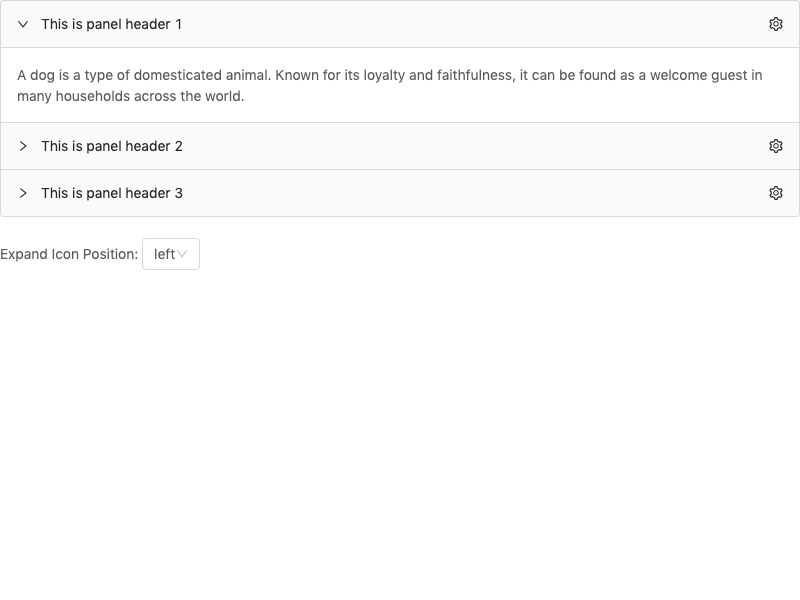 This is panel header 1
A dog is a type of domesticated animal. Known for its loyalty and faithfulness, it can be found as a welcome guest in
many households across the world.
This is panel header 2
This is panel header 3
Expand Icon Position: left